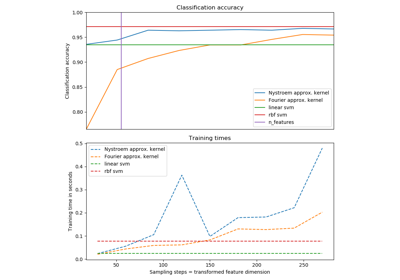 Classification accuracy
1.00
0.95
0.90
0.85
0.80
Classification accuracy
Nystroem approx. kernel
Fourier approx. kernel
linear svm
rbf svm
n_features
Training times
0.5
0.4
0.3
0.2
0.1
0.0
Training time in seconds
Nystroem approx. kernel
Fourier approx. kernel
linear svm
rbf svm
50
100
150
200
250
Sampling steps = transformed feature dimension